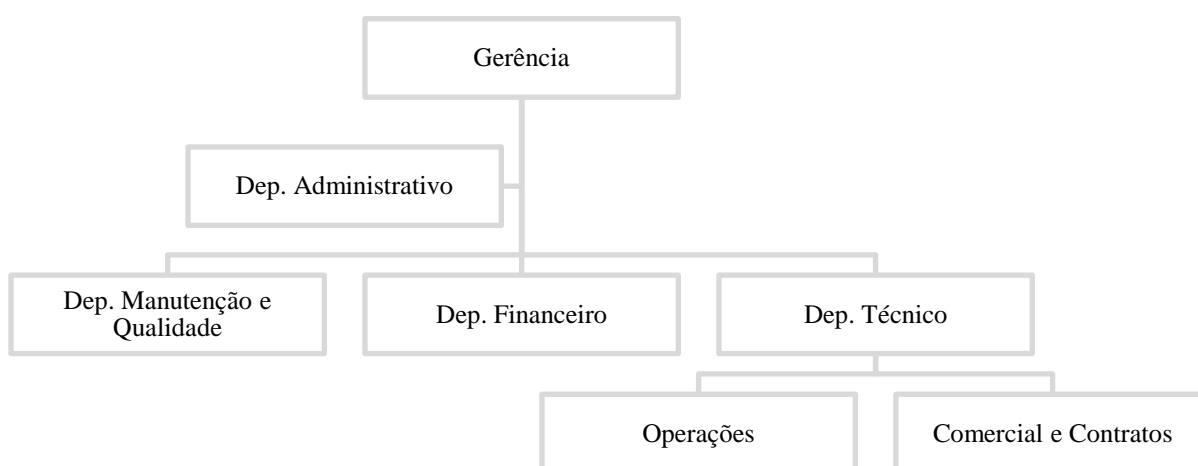 Gerência
Dep. Administrativo
Dep. Manutenção e
Qualidade
Dep. Financeiro
Dep. Técnico
Operações
Comercial e Contratos